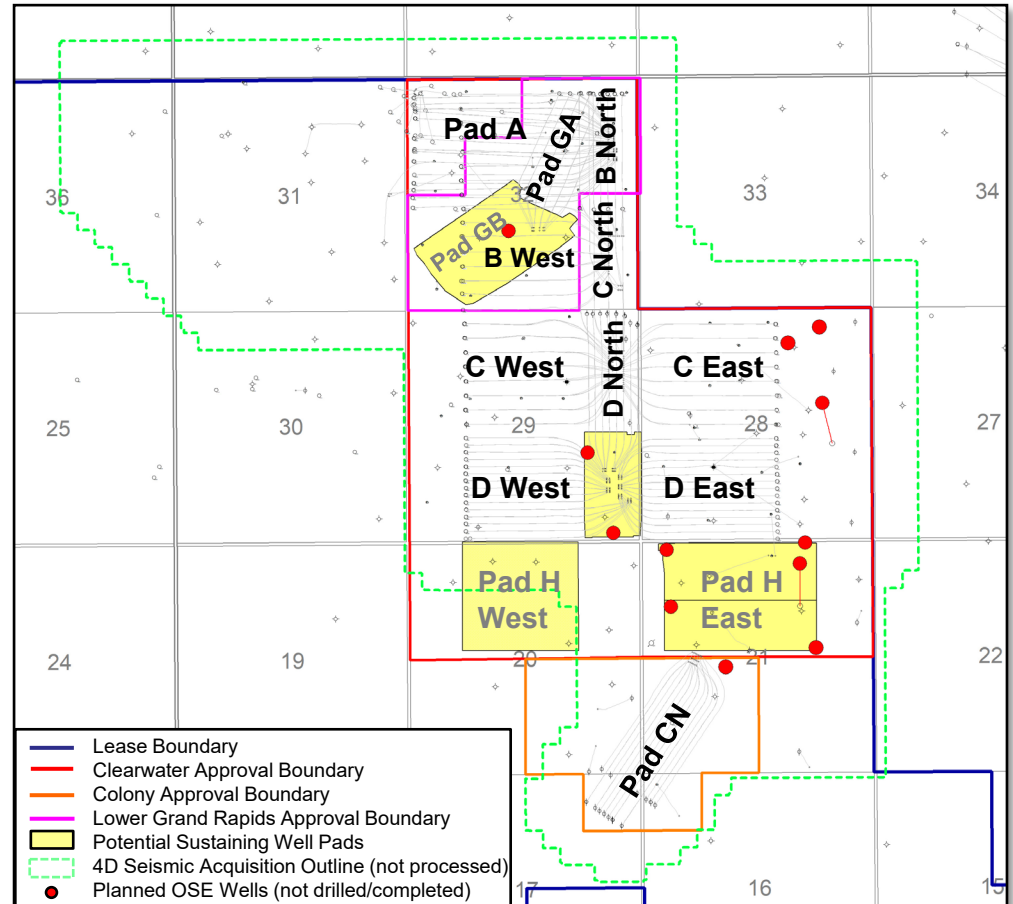 Pad A
Pad GA
B North
36
31
32
33
34
Pad GB
B West
C North
C West
D North
C East
25
30
29
28
27
D West
D East
Pad H
West
Pad H
East
24
19
20
21
22
Pad CN
Lease Boundary
Clearwater Approval Boundary
Colony Approval Boundary
Lower Grand Rapids Approval Boundary
Potential Sustaining Well Pads
4D Seismic Acquisition Outline (not processed)
Planned OSE Wells (not drilled/completed)
17
16
15